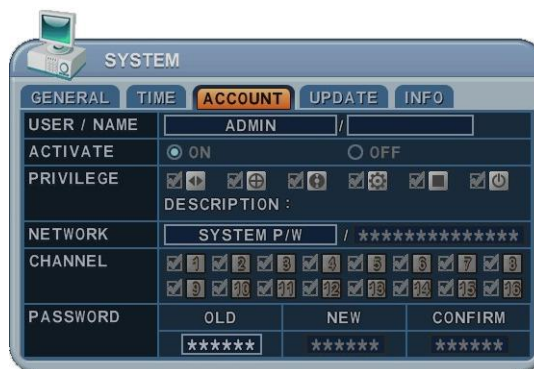 SYSTEM
GENERAL TIME ACCOUNT UPDATE INFO
USER / NAME ADMIN /
ACTIVATE ON OFF
PRIVILEGE
DESCRIPTION :
NETWORK SYSTEM P/W / **************
CHANNEL 1 2 3 4 5 6 7 8
9 10 11 12 13 14 15 16
PASSWORD OLD NEW CONFIRM
****** ****** ******